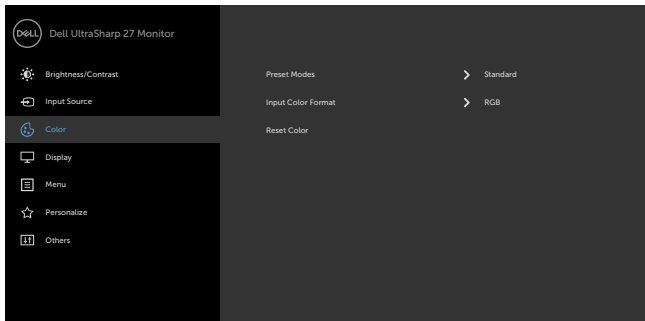 DELL Dell UltraSharp 27 Monitor
Brightness/Contrast
Input Source
Color
Display
Menu
Personalize
Others
Preset Modes Standard
Input Color Format RGB
Reset Color